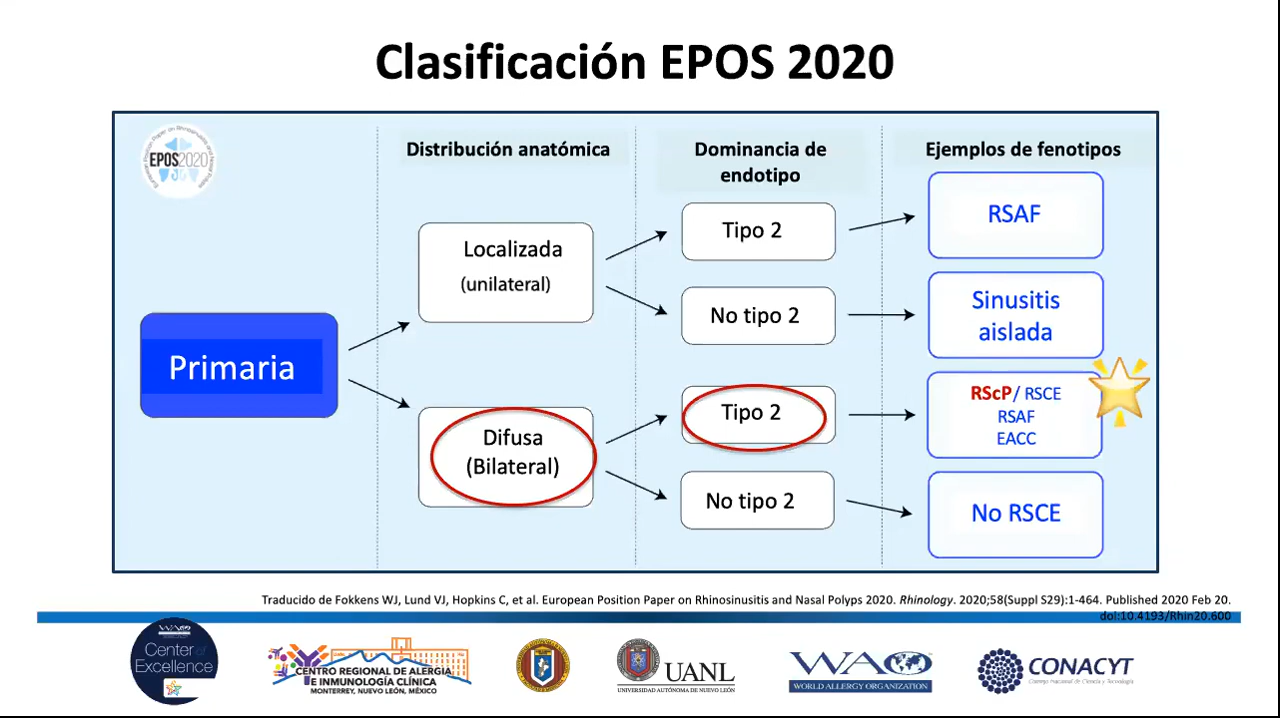 Clasificación EPOS 2020
EPOS2020
Distribución anatómica
Dominancia de
endotipo
Ejemplos de fenotipos
Primaria
Localizada
(unilateral)
Difusa
(Bilateral)
Tipo 2
No tipo 2
Tipo 2
No tipo 2
RSAF
Sinusitis
aislada
RScP/ RSCE
RSAF
EACC
No RSCE
Traducido de Fokkens WJ, Lund VJ, Hopkins C, et al. European Position Paper on Rhinosinusitis and Nasal Polyps 2020. Rhinology. 2020;58(Suppl S29):1-464. Published 2020 Feb 20.
doi:10.4193/Rhin20.600
WAO
Center of
Excellence
CENTRO REGIONAL DE ALERGIA
E INMUNOLOGÍA CLÍNICA
MONTERREY, NUEVO LEÓN, MÉXICO
UANL
UNIVERSIDAD AUTÓNOMA DE NUEVO LEÓN
WAO
WORLD ALLERGY ORGANIZATION
CONACYT
Consejo Nacional de Ciencia y Tecnología